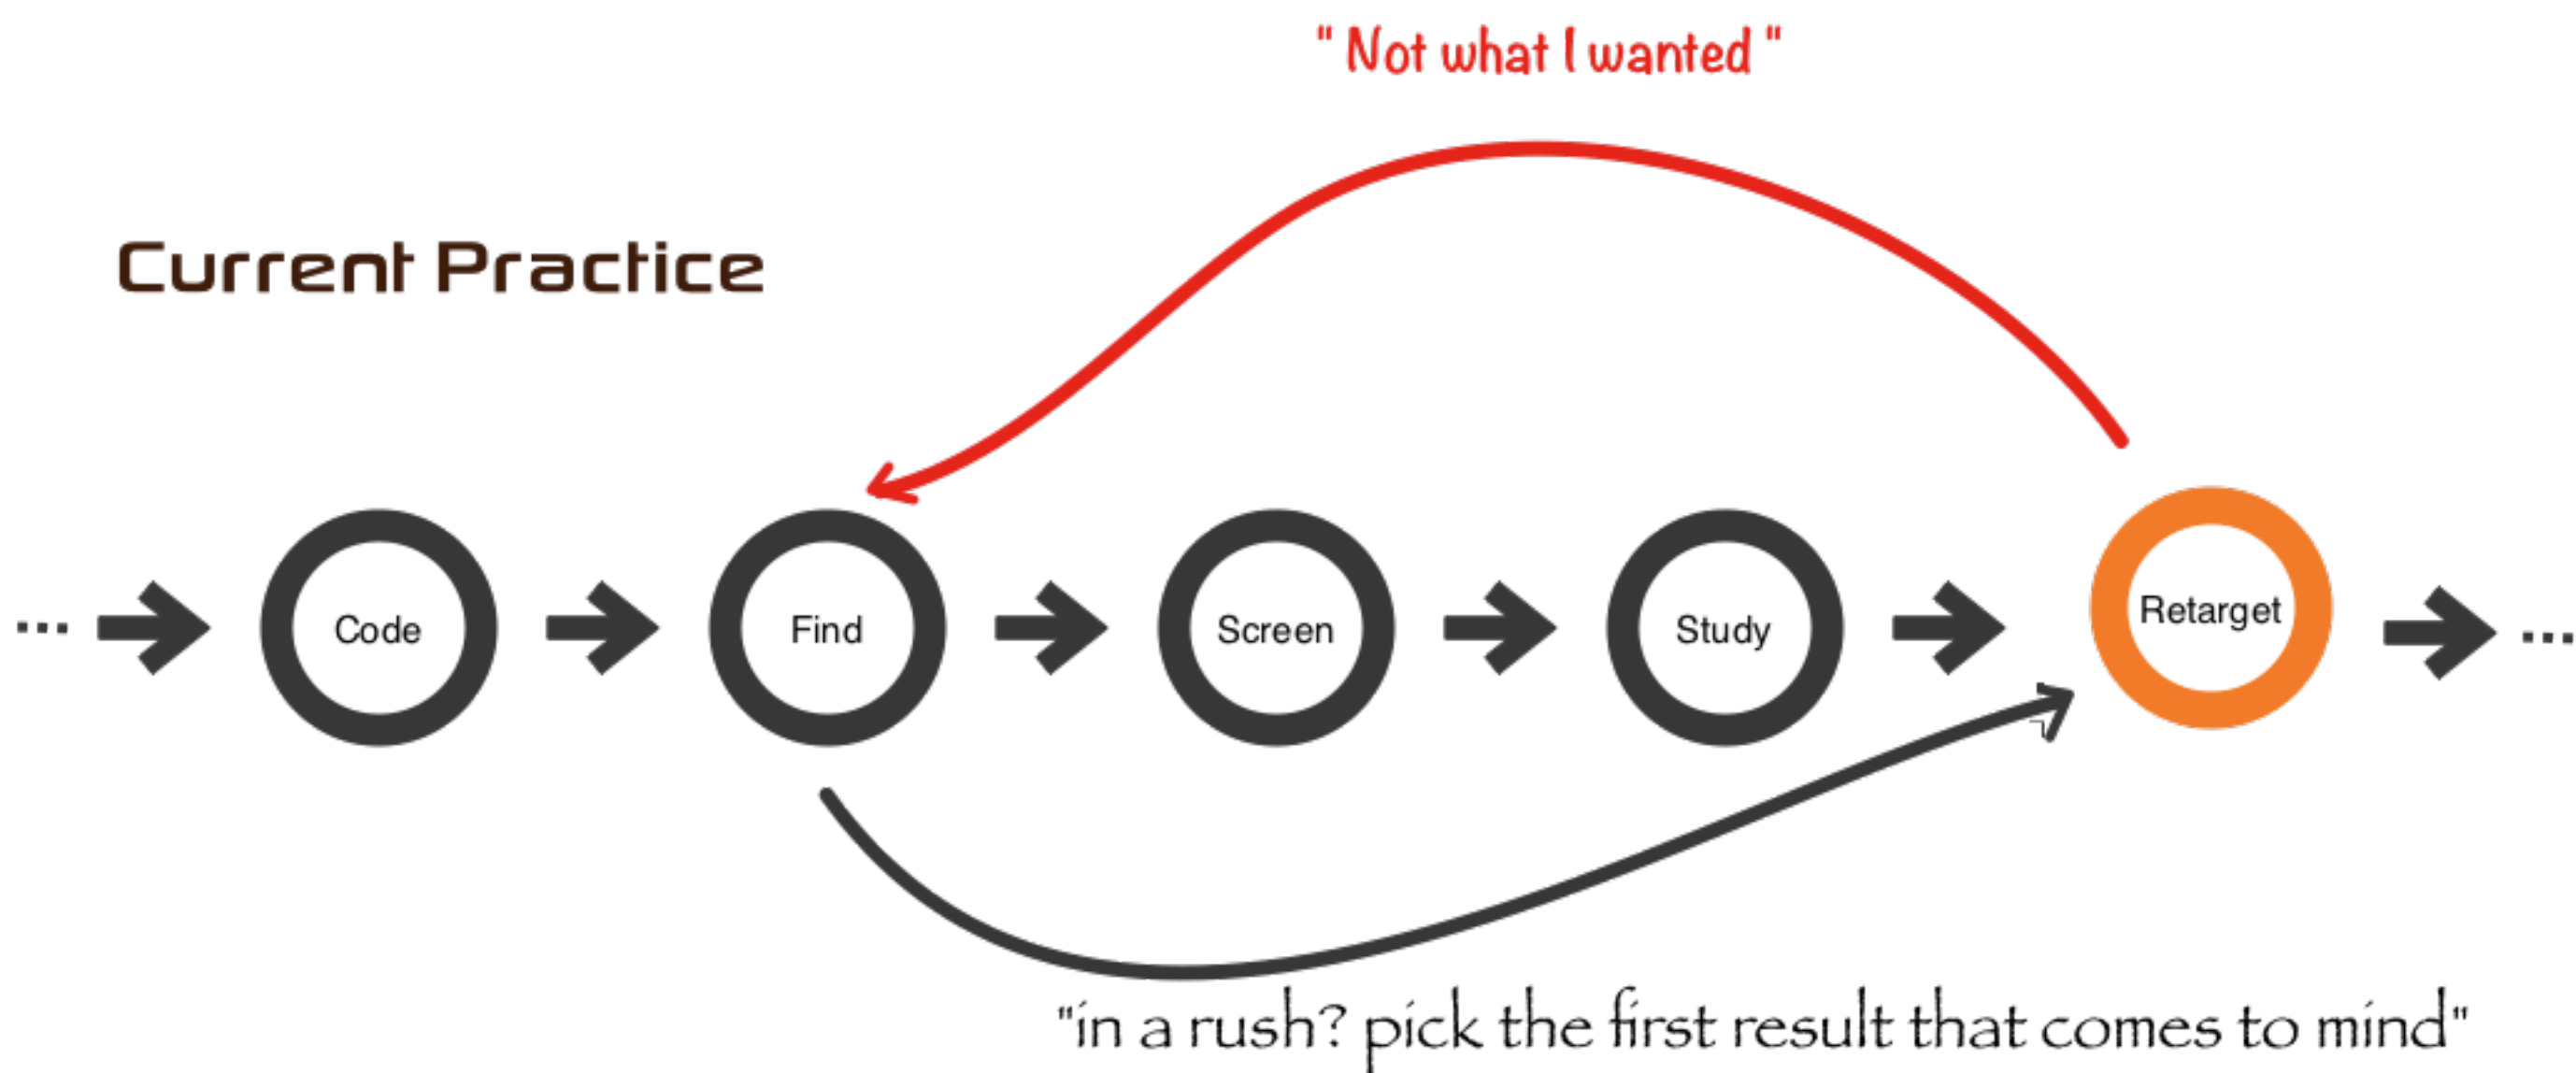 " Not what I wanted "
Current Practice
... Code Find Screen Study Retarget ...
"in a rush? pick the first result that comes to mind"